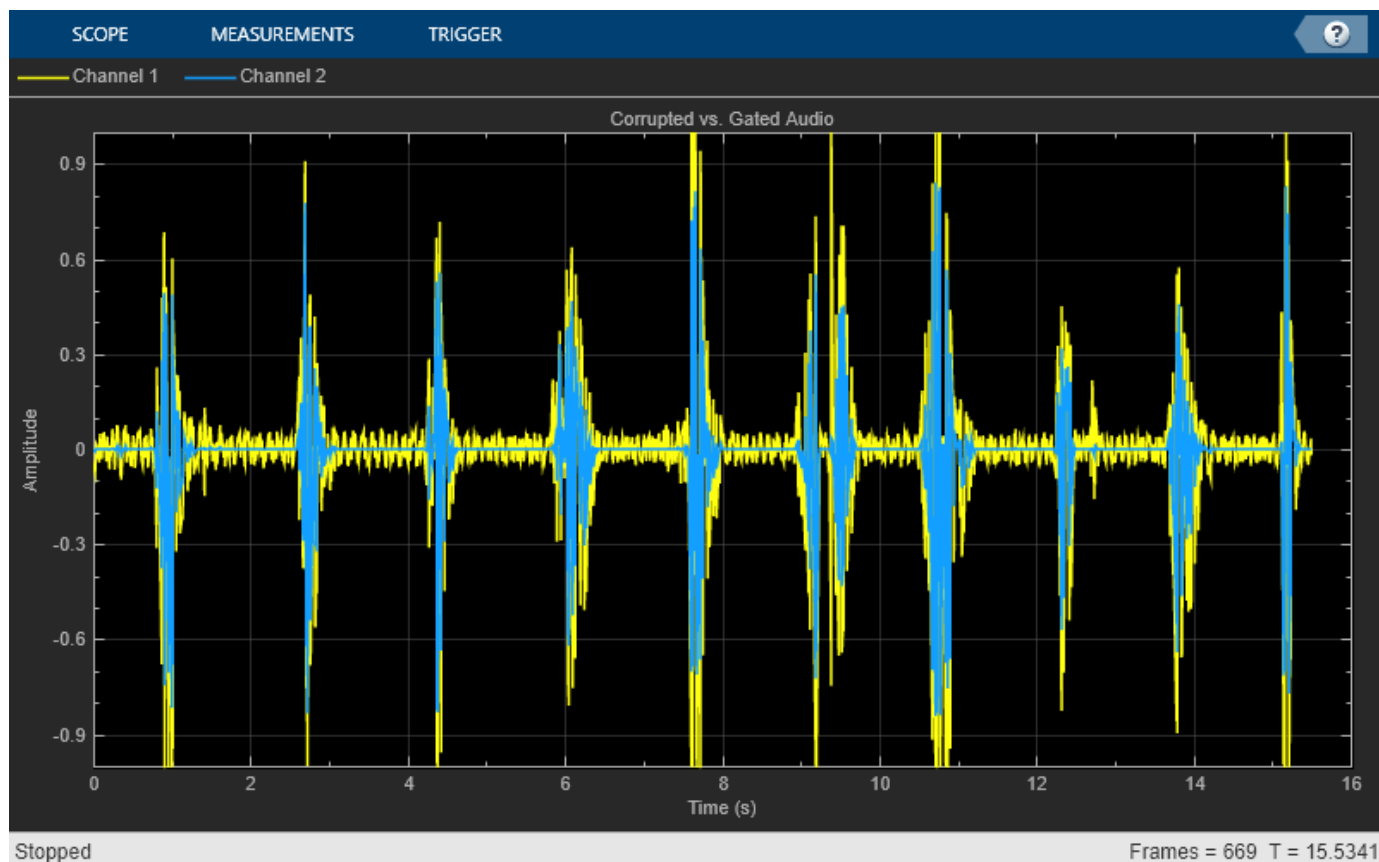 SCOPE MEASUREMENTS TRIGGER ?
Channel 1 Channel 2
Corrupted vs. Gated Audio
0.9
0.6
0.3
0
-0.3
-0.6
-0.9
Amplitude
0 2 4 6 8 10 12 14 16
Time (s)
Stopped Frames = 669 T = 15.5341